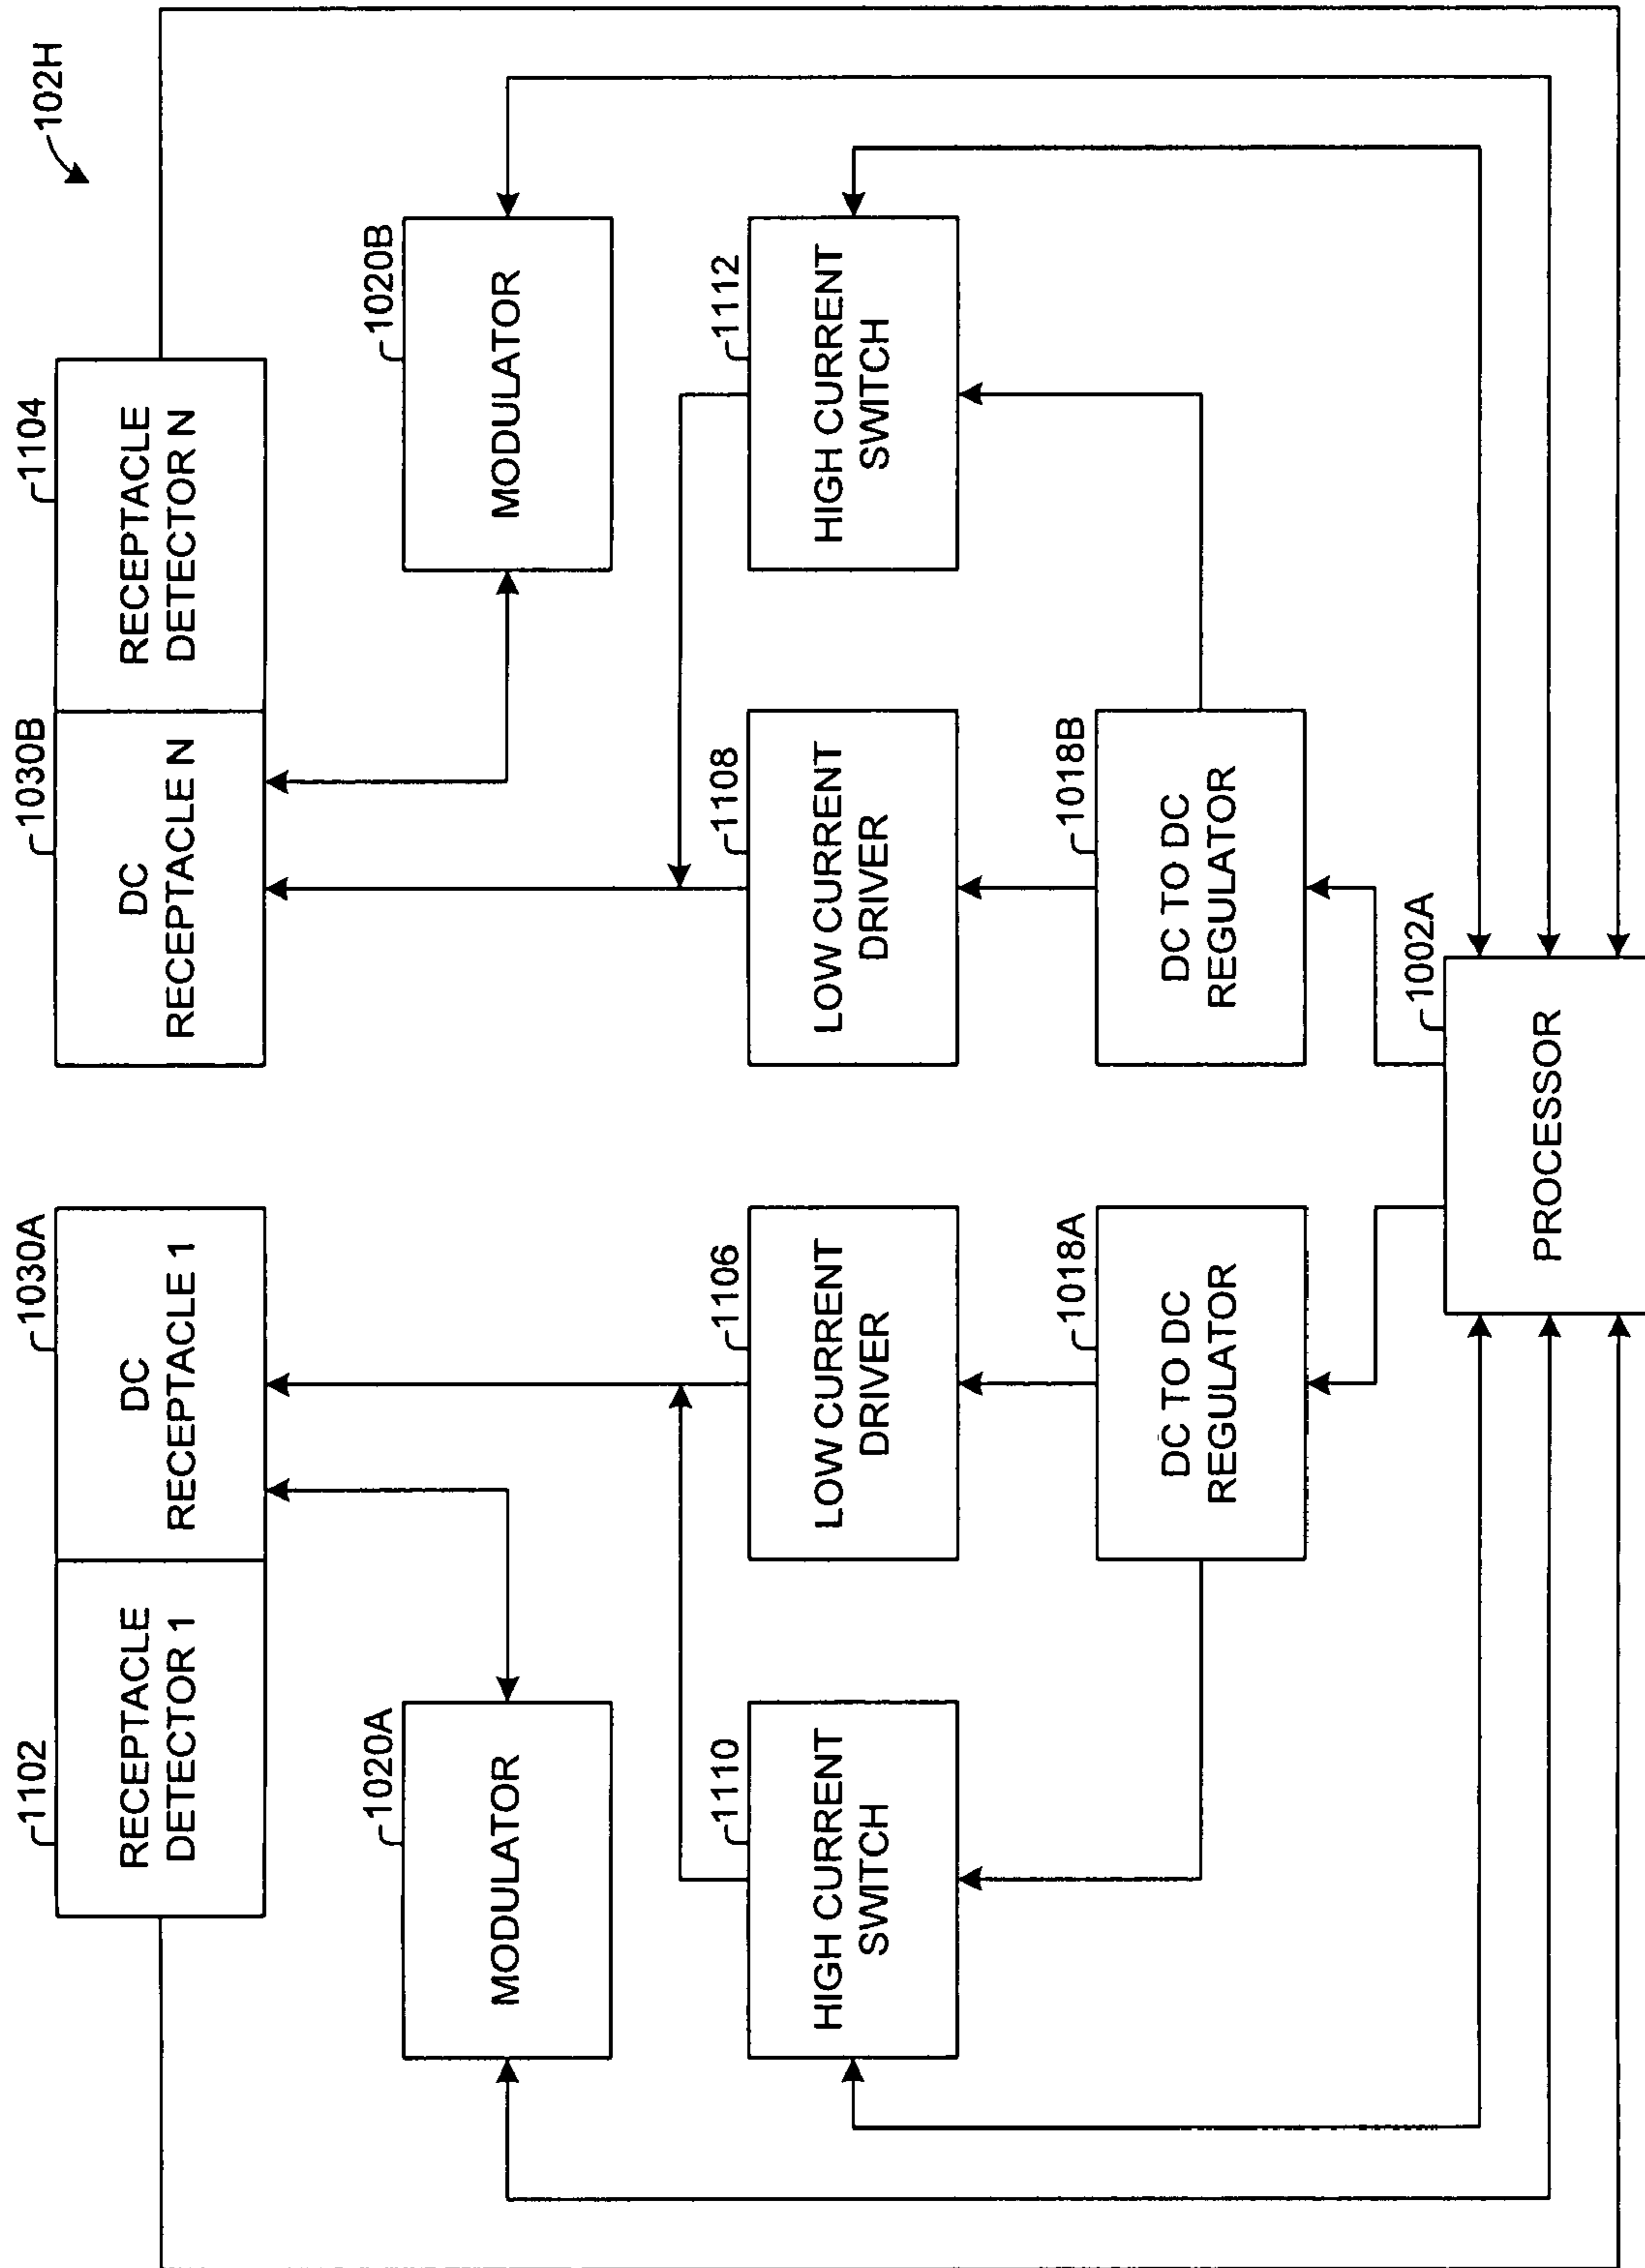 102H
1102
RECEPTACLE
DETECTOR 1
1030A
DC
RECEPTACLE 1
1030B
DC
RECEPTACLE N
1104
RECEPTACLE
DETECTOR N
1020A
MODULATOR
1020B
MODULATOR
1110
HIGH CURRENT
SWITCH
1106
LOW CURRENT
DRIVER
1108
LOW CURRENT
DRIVER
1112
HIGH CURRENT
SWITCH
1018A
DC TO DC
REGULATOR
1018B
DC TO DC
REGULATOR
1002A
PROCESSOR